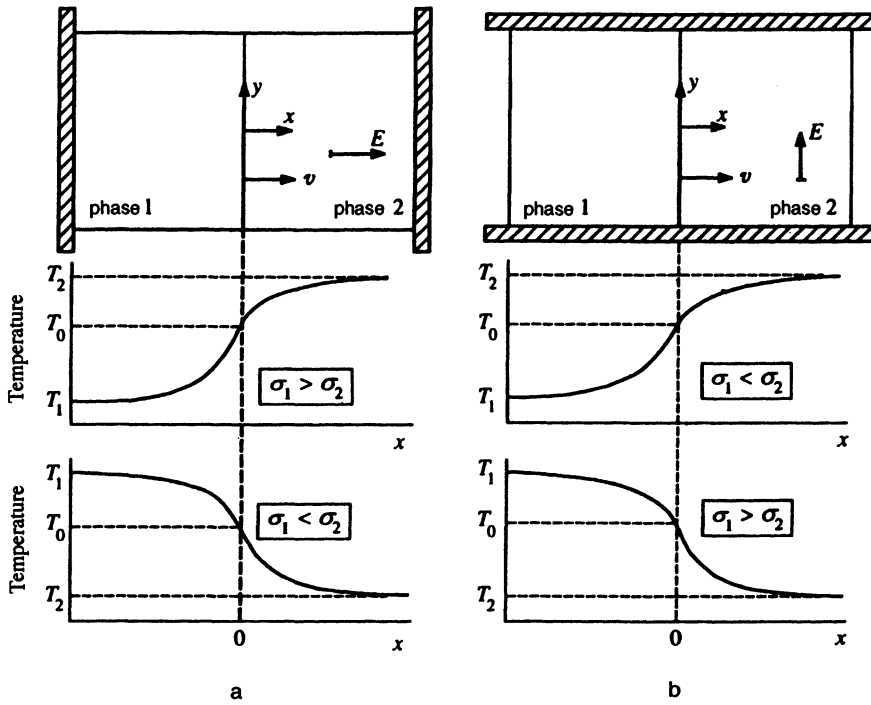 y
x
E
v
phase 1
phase 2
y
x
E
v
phase 1
phase 2
Temperature
T₂
T₀
T₁
σ₁ > σ₂
x
T₂
T₀
T₁
σ₁ < σ₂
x
Temperature
T₁
T₀
T₂
σ₁ < σ₂
0
x
T₁
T₀
T₂
σ₁ > σ₂
0
x
a
b